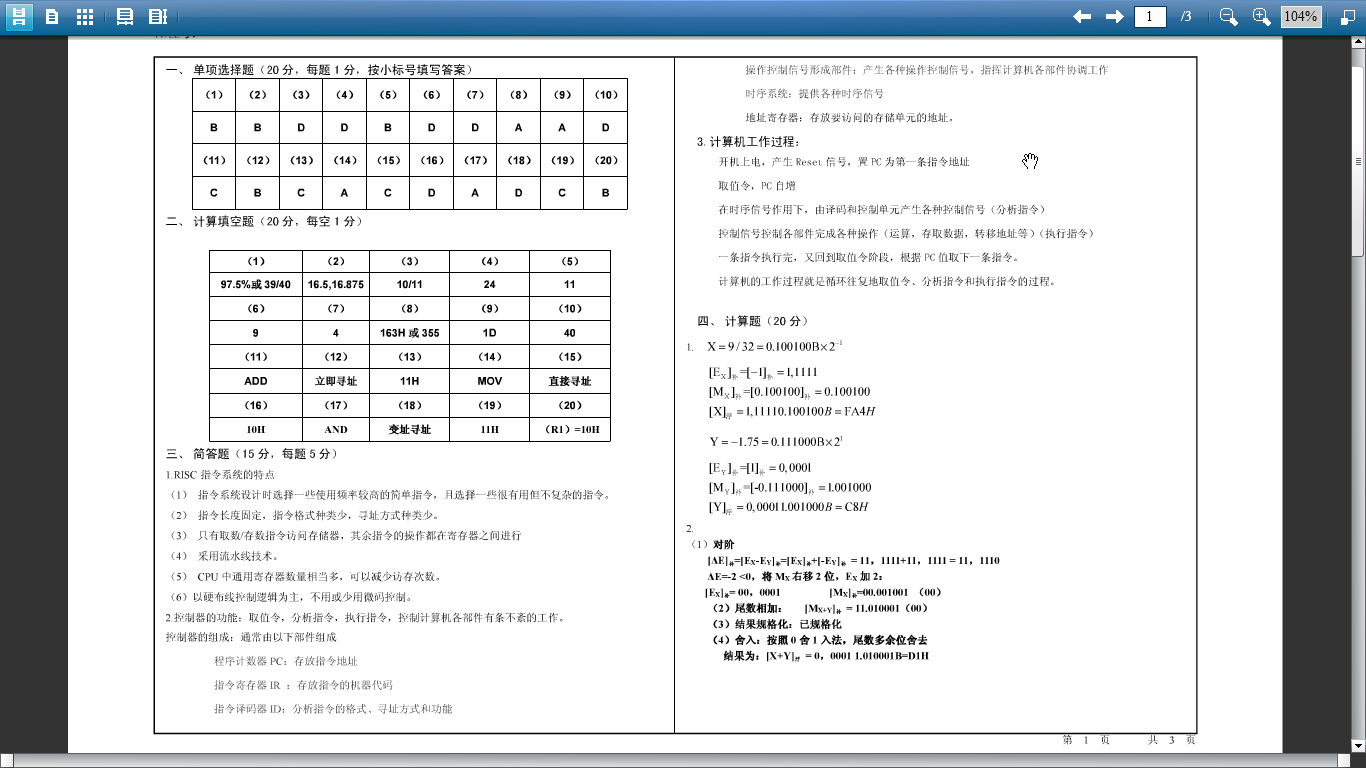 1 /3 104%
一、 单项选择题（20 分，每题 1 分，按小标号填写答案）
（1） （2） （3） （4） （5） （6） （7） （8） （9） （10）
B B D D B D D A A D
（11） （12） （13） （14） （15） （16） （17） （18） （19） （20）
C B C A C D A D C B
二、 计算填空题（20 分，每空 1 分）
（1） （2） （3） （4） （5）
97.5%或 39/40 16.5,16.875 10/11 24 11
（6） （7） （8） （9） （10）
9 4 163H 或 355 1D 40
（11） （12） （13） （14） （15）
ADD 立即寻址 11H MOV 直接寻址
（16） （17） （18） （19） （20）
10H AND 变址寻址 11H （R1）=10H
三、 简答题（15 分，每题 5 分）
1.RISC 指令系统的特点
（1） 指令系统设计时选择一些使用频率较高的简单指令，且选择一些很有用但不复杂的指令。
（2） 指令长度固定，指令格式种类少，寻址方式种类少。
（3） 只有取数/存数指令访问存储器，其余指令的操作都在寄存器之间进行
（4） 采用流水线技术。
（5） CPU 中通用寄存器数量相当多，可以减少访存次数。
（6）以硬布线控制逻辑为主，不用或少用微码控制。
2.控制器的功能：取值令，分析指令，执行指令，控制计算机各部件有条不紊的工作。
控制器的组成：通常由以下部件组成
程序计数器 PC：存放指令地址
指令寄存器 IR ：存放指令的机器代码
指令译码器 ID：分析指令的格式、寻址方式和功能
操作控制信号形成部件：产生各种操作控制信号，指挥计算机各部件协调工作
时序系统：提供各种时序信号
地址寄存器：存放要访问的存储单元的地址。
3. 计算机工作过程：
开机上电，产生 Reset 信号，置 PC 为第一条指令地址
取值令，PC 自增
在时序信号作用下，由译码和控制单元产生各种控制信号（分析指令）
控制信号控制各部件完成各种操作（运算，存取数据，转移地址等）（执行指令）
一条指令执行完，又回到取值令阶段，根据 PC 值取下一条指令。
计算机的工作过程就是循环往复地取值令、分析指令和执行指令的过程。
四、 计算题（20 分）
1. X = 9 / 32 = 0.100100B×2⁻¹
[E_X]补=[−1]补 = 1,1111
[M_X]补=[0.100100]补 = 0.100100
[X]浮 = 1,11110.100100B = FA4H
Y = −1.75 = 0.111000B×2¹
[E_Y]补=[1]补 = 0,0001
[M_Y]补=[-0.111000]补 = 1.001000
[Y]浮 = 0,00011.001000B = C8H
2.
（1）对阶
[ΔE]补=[E_X-E_Y]补=[E_X]补+[-E_Y]补 = 11，1111+11，1111 = 11，1110
ΔE=-2 <0，将 M_X 右移 2 位，E_X 加 2：
[E_X]补= 00，0001 [M_X]补=00.001001 （00）
（2）尾数相加： [M_X+Y]补 = 11.010001（00）
（3）结果规格化：已规格化
（4）舍入：按照 0 舍 1 入法，尾数多余位舍去
结果为：[X+Y]浮 = 0，0001 1.010001B=D1H
第 1 页 共 3 页